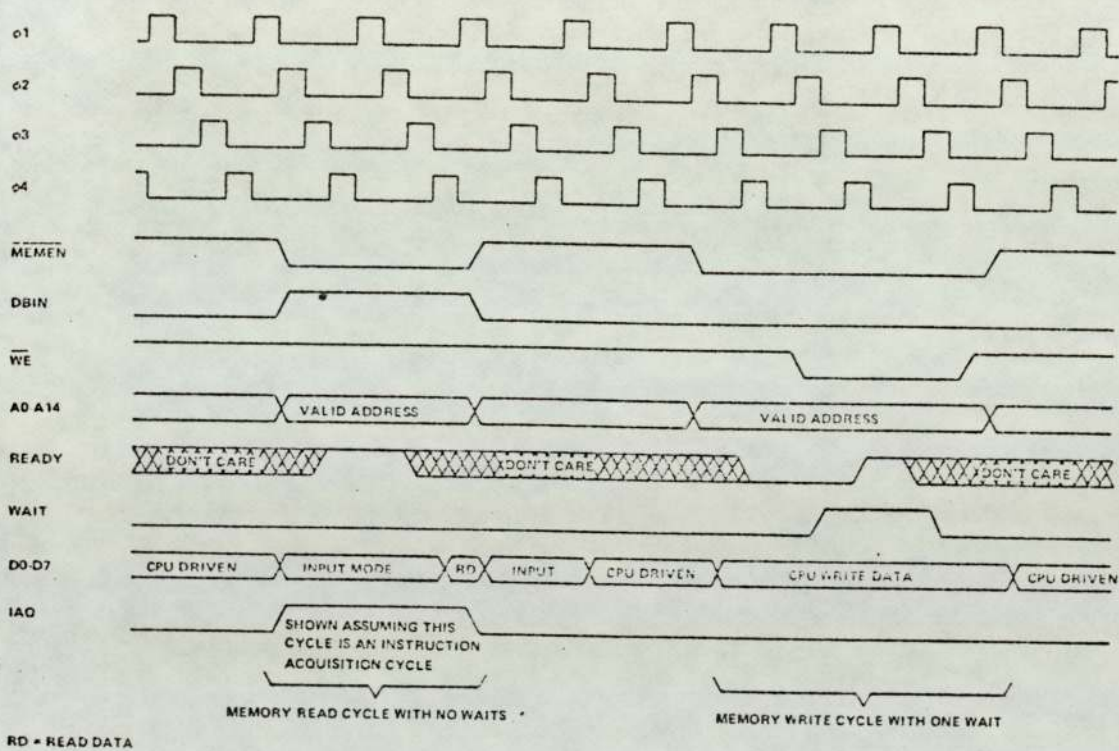 φ1
φ2
φ3
φ4
MEMEN
DBIN
WE
A0 A14 VALID ADDRESS VALID ADDRESS
READY DON'T CARE DON'T CARE DON'T CARE
WAIT
D0-D7 CPU DRIVEN INPUT MODE RD INPUT CPU DRIVEN CPU WRITE DATA CPU DRIVEN
IAQ
SHOWN ASSUMING THIS
CYCLE IS AN INSTRUCTION
ACQUISITION CYCLE
MEMORY READ CYCLE WITH NO WAITS
MEMORY WRITE CYCLE WITH ONE WAIT
RD = READ DATA